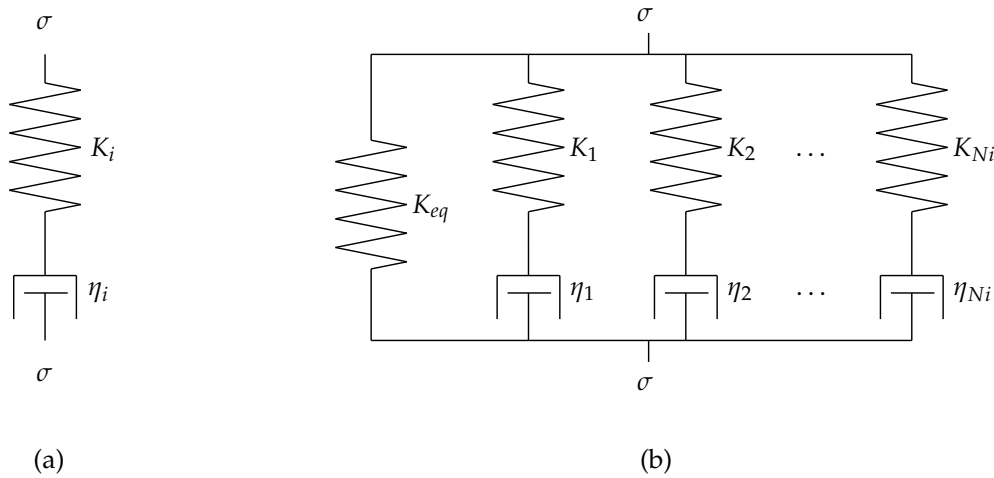 σ
K_i
η_i
σ
(a)
σ
K_eq
K_1
K_2
...
K_Ni
η_1
η_2
...
η_Ni
σ
(b)